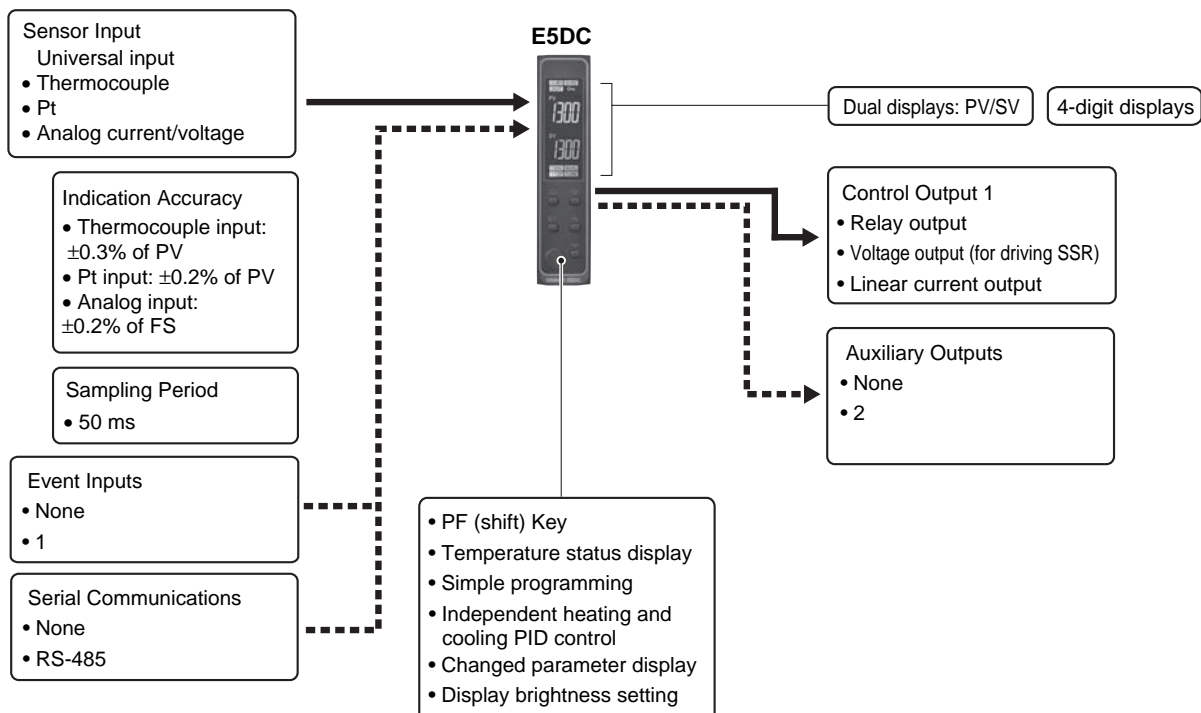 Sensor Input
Universal input
• Thermocouple
• Pt
• Analog current/voltage
Indication Accuracy
• Thermocouple input:
±0.3% of PV
• Pt input: ±0.2% of PV
• Analog input:
±0.2% of FS
Sampling Period
• 50 ms
Event Inputs
• None
• 1
Serial Communications
• None
• RS-485
E5DC
PV
1300
SV
1300
• PF (shift) Key
• Temperature status display
• Simple programming
• Independent heating and
cooling PID control
• Changed parameter display
• Display brightness setting
Dual displays: PV/SV
4-digit displays
Control Output 1
• Relay output
• Voltage output (for driving SSR)
• Linear current output
Auxiliary Outputs
• None
• 2